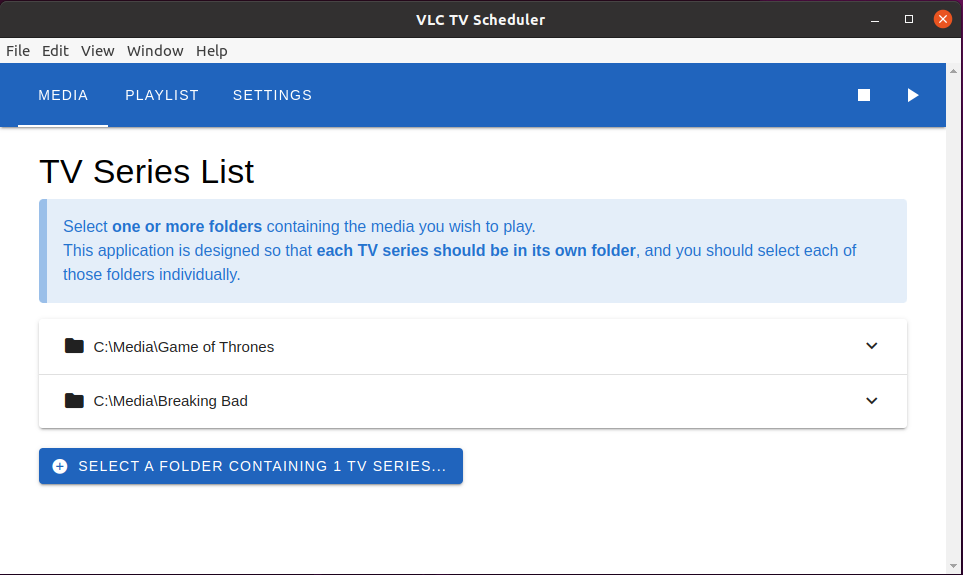 VLC TV Scheduler
File Edit View Window Help
MEDIA PLAYLIST SETTINGS
TV Series List
Select one or more folders containing the media you wish to play.
This application is designed so that each TV series should be in its own folder, and you should select each of
those folders individually.
C:\Media\Game of Thrones
C:\Media\Breaking Bad
SELECT A FOLDER CONTAINING 1 TV SERIES...